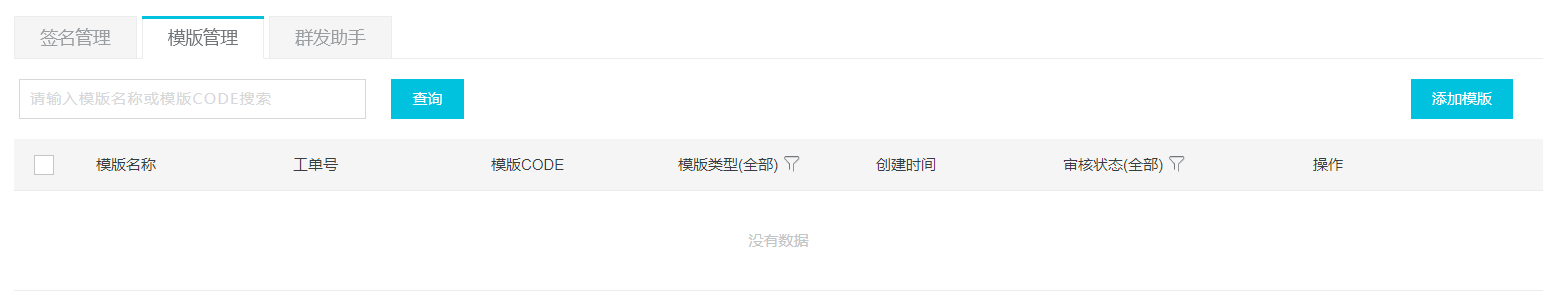 签名管理 模版管理 群发助手
请输入模版名称或模版CODE搜索 查询 添加模版
模版名称 工单号 模版CODE 模版类型(全部) 创建时间 审核状态(全部) 操作
没有数据